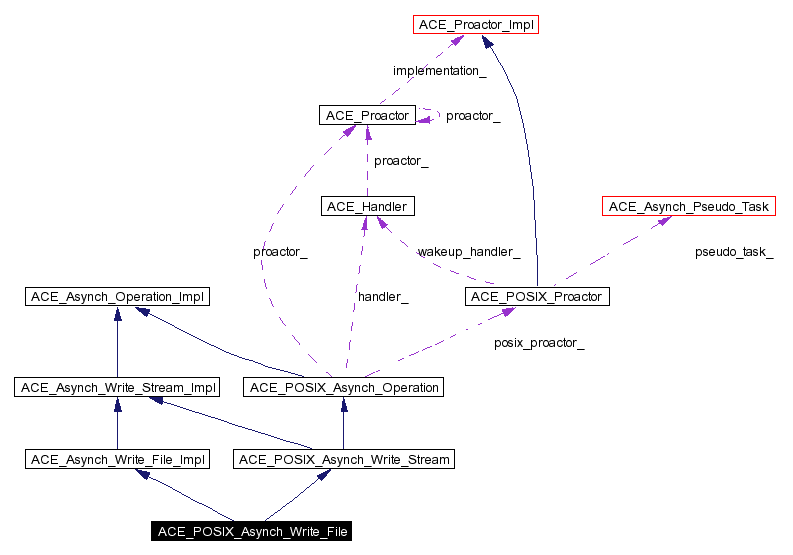 ACE_Proactor_Impl
implementation_
ACE_Proactor
proactor_
proactor_
ACE_Handler
ACE_Asynch_Pseudo_Task
proactor_
wakeup_handler_
pseudo_task_
ACE_Asynch_Operation_Impl
handler_
ACE_POSIX_Proactor
posix_proactor_
ACE_Asynch_Write_Stream_Impl
ACE_POSIX_Asynch_Operation
ACE_Asynch_Write_File_Impl
ACE_POSIX_Asynch_Write_Stream
ACE_POSIX_Asynch_Write_File